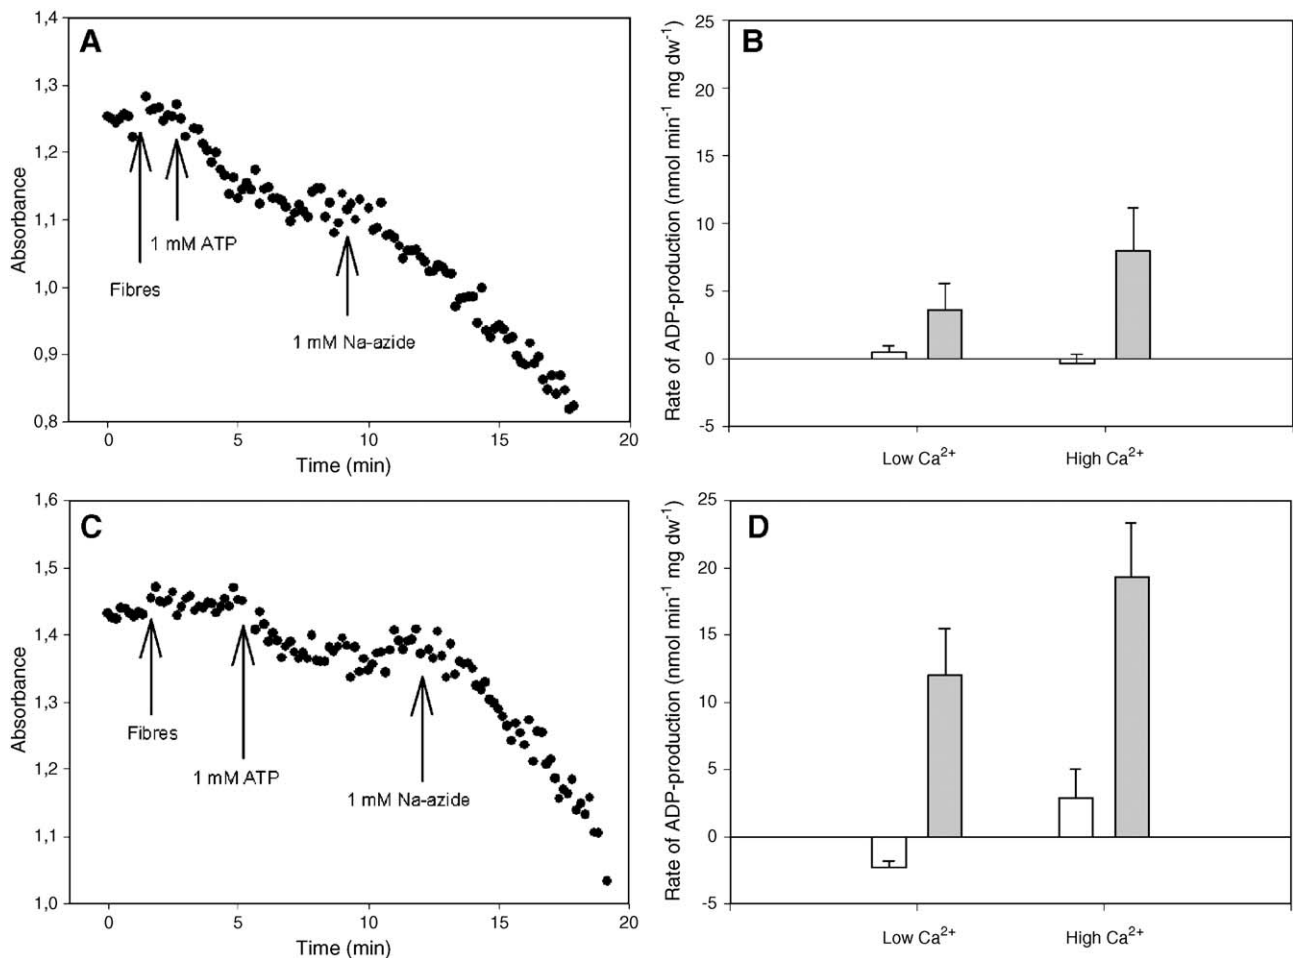 A
1,4
1,3
1,2
1,1
1,0
0,9
0,8
Absorbance
1 mM ATP
Fibres
1 mM Na-azide
0 5 10 15 20
Time (min)
B
25
20
15
10
5
0
-5
Rate of ADP-production (nmol min⁻¹ mg dw⁻¹)
Low Ca²⁺ High Ca²⁺
C
1,6
1,5
1,4
1,3
1,2
1,1
1,0
Absorbance
Fibres
1 mM ATP
1 mM Na-azide
0 5 10 15 20
Time (min)
D
25
20
15
10
5
0
-5
Rate of ADP-production (nmol min⁻¹ mg dw⁻¹)
Low Ca²⁺ High Ca²⁺